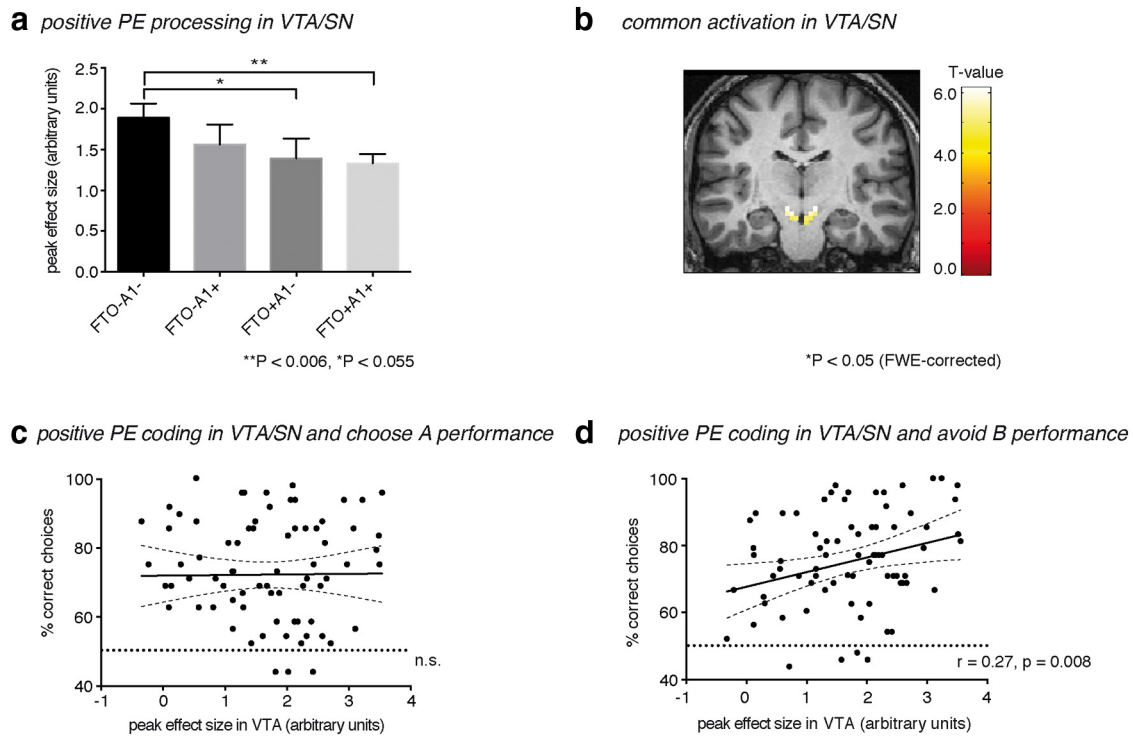 a positive PE processing in VTA/SN
peak effect size (arbitrary units)
2.5
2.0
1.5
1.0
0.5
0.0
**
*
FTO-A1-
FTO-A1+
FTO+A1-
FTO+A1+
**P < 0.006, *P < 0.055
b common activation in VTA/SN
T-value
6.0
4.0
2.0
0.0
*P < 0.05 (FWE-corrected)
c positive PE coding in VTA/SN and choose A performance
% correct choices
100
80
60
40
n.s.
-1 0 1 2 3 4
peak effect size in VTA (arbitrary units)
d positive PE coding in VTA/SN and avoid B performance
% correct choices
100
80
60
40
r = 0.27, p = 0.008
-1 0 1 2 3 4
peak effect size in VTA (arbitrary units)